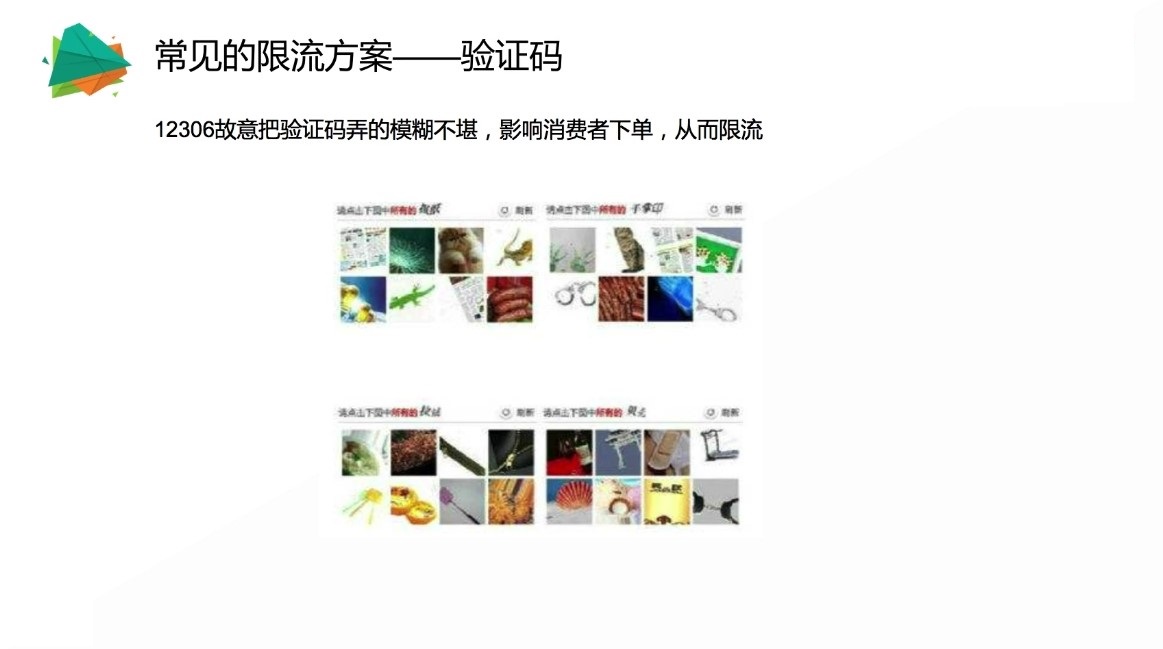 常见的限流方案——验证码
12306故意把验证码弄的模糊不堪，影响消费者下单，从而限流
请点击下图中所有的 报纸 刷新
请点击下图中所有的 手掌印 刷新
请点击下图中所有的 刷新
请点击下图中所有的 刷新